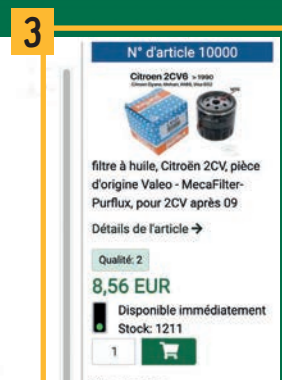 3
N° d'article 10000
Citroen 2CV6 > 1990
filtre à huile, Citroën 2CV, pièce
d'origine Valeo - MecaFilter-
Purflux, pour 2CV après 09
Détails de l'article →
Qualité: 2
8,56 EUR
Disponible immédiatement
Stock: 1211
1